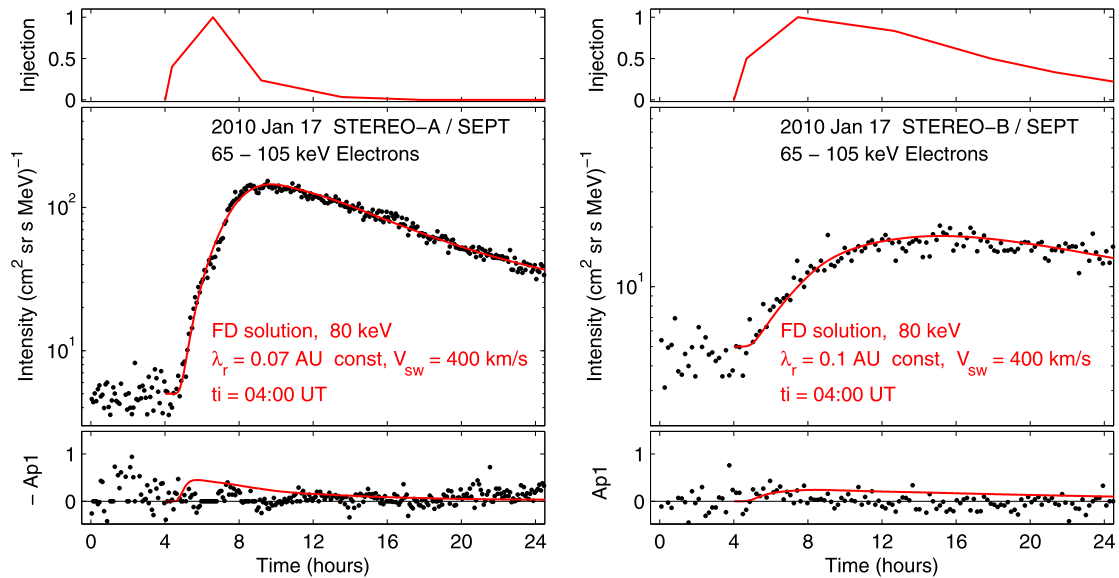 Injection
1
0.5
0
2010 Jan 17 STEREO−A / SEPT
65 − 105 keV Electrons
Intensity (cm² sr s MeV)⁻¹
10²
10¹
FD solution, 80 keV
λᵣ = 0.07 AU const, V_sw = 400 km/s
ti = 04:00 UT
− Ap1
1
0
0 4 8 12 16 20 24
Time (hours)
Injection
1
0.5
0
2010 Jan 17 STEREO−B / SEPT
65 − 105 keV Electrons
Intensity (cm² sr s MeV)⁻¹
10¹
FD solution, 80 keV
λᵣ = 0.1 AU const, V_sw = 400 km/s
ti = 04:00 UT
Ap1
1
0
0 4 8 12 16 20 24
Time (hours)